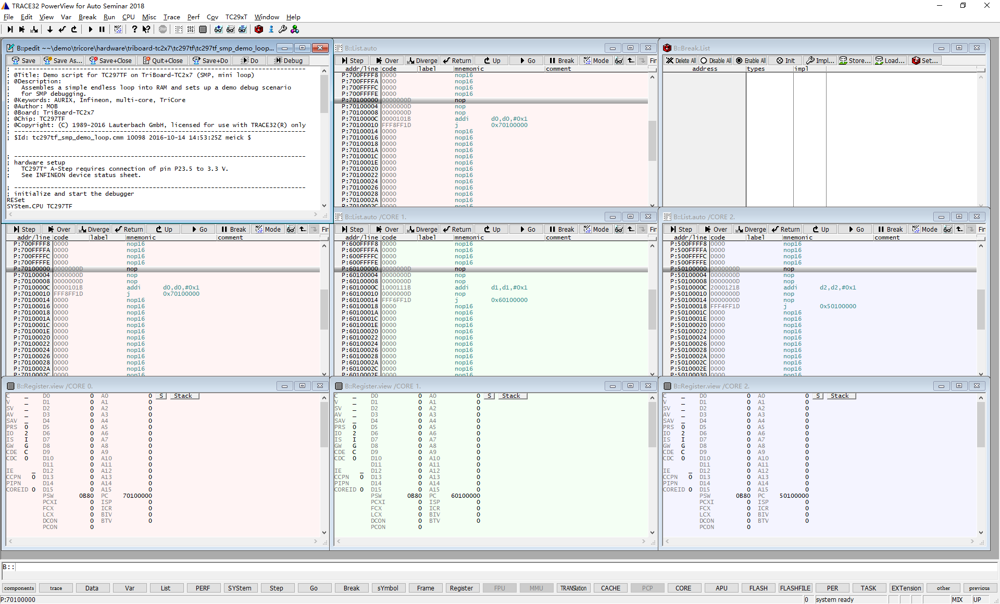 TRACE32 PowerView for Auto Seminar 2018
File Edit View Var Break Run CPU Misc Trace Perf Cov TC29xT Window Help
B::pedit ~~\demo\tricore\hardware\triboard-tc2x7\tc297tf\tc297tf_smp_demo_loop...
Save Save As... Save+Close Quit+Close Save+Do Do Debug
; --------------------------------------------------------------------------------
; @Title: Demo script for TC297TF on TriBoard-TC2x7 (SMP, mini loop)
; @Description:
;   Assembles a simple endless loop into RAM and sets up a demo debug scenario
;   for SMP debugging.
; @Keywords: AURIX, Infineon, multi-core, TriCore
; @Author: MOB
; @Board: TriBoard-TC2x7
; @Chip: TC297TF
; @Copyright: (C) 1989-2016 Lauterbach GmbH, licensed for use with TRACE32(R) only
; --------------------------------------------------------------------------------
; $Id: tc297tf_smp_demo_loop.cmm 10098 2016-10-14 14:53:25Z meick $
; --------------------------------------------------------------------------------
; hardware setup
;   TC297T* A-Step requires connection of pin P23.5 to 3.3 V.
;   See INFINEON device status sheet.
; --------------------------------------------------------------------------------
; initialize and start the debugger
RESet
SYStem.CPU TC297TF
B::List.auto
Step Over Diverge Return Up Go Break Mode Fin
addr/line code label mnemonic comment
P:700FFFF8 0000 nop16
P:700FFFFA 0000 nop16
P:700FFFFC 0000 nop16
P:700FFFFE 0000 nop16
P:70100000 0000000D nop
P:70100004 0000000D nop
P:70100008 0000000D nop
P:7010000C 0000101B addi d0,d0,#0x1
P:70100010 FFF8FF1D j 0x70100000
P:70100014 0000 nop16
P:70100016 0000 nop16
P:70100018 0000 nop16
P:7010001A 0000 nop16
P:7010001C 0000 nop16
P:7010001E 0000 nop16
P:70100020 0000 nop16
P:70100022 0000 nop16
P:70100024 0000 nop16
P:70100026 0000 nop16
P:70100028 0000 nop16
P:7010002A 0000 nop16
P:7010002C 0000 nop16
B::Break.List
Delete All Disable All Enable All Init Impl... Store... Load... Set...
address types impl
Step Over Diverge Return Up Go Break Mode Fin
addr/line code label mnemonic comment
P:700FFFF8 0000 nop16
P:700FFFFA 0000 nop16
P:700FFFFC 0000 nop16
P:700FFFFE 0000 nop16
P:70100000 0000000D nop
P:70100004 0000000D nop
P:70100008 0000000D nop
P:7010000C 0000101B addi d0,d0,#0x1
P:70100010 FFF8FF1D j 0x70100000
P:70100014 0000 nop16
P:70100016 0000 nop16
P:70100018 0000 nop16
P:7010001A 0000 nop16
P:7010001C 0000 nop16
P:7010001E 0000 nop16
P:70100020 0000 nop16
P:70100022 0000 nop16
P:70100024 0000 nop16
P:70100026 0000 nop16
P:70100028 0000 nop16
P:7010002A 0000 nop16
P:7010002C 0000 nop16
B::List.auto /CORE 1.
Step Over Diverge Return Up Go Break Mode Fin
addr/line code label mnemonic comment
P:600FFFF8 0000 nop16
P:600FFFFA 0000 nop16
P:600FFFFC 0000 nop16
P:600FFFFE 0000 nop16
P:60100000 0000000D nop
P:60100004 0000000D nop
P:60100008 0000000D nop
P:6010000C 1000111B addi d1,d1,#0x1
P:60100010 0000000D nop
P:60100014 FFF6FF1D j 0x60100000
P:60100018 0000 nop16
P:6010001A 0000 nop16
P:6010001C 0000 nop16
P:6010001E 0000 nop16
P:60100020 0000 nop16
P:60100022 0000 nop16
P:60100024 0000 nop16
P:60100026 0000 nop16
P:60100028 0000 nop16
P:6010002A 0000 nop16
P:6010002C 0000 nop16
P:6010002E 0000 nop16
B::List.auto /CORE 2.
Step Over Diverge Return Up Go Break Mode Fin
addr/line code label mnemonic comment
P:500FFFF8 0000 nop16
P:500FFFFA 0000 nop16
P:500FFFFC 0000 nop16
P:500FFFFE 0000 nop16
P:50100000 0000000D nop
P:50100004 0000000D nop
P:50100008 0000000D nop
P:5010000C 2000121B addi d2,d2,#0x1
P:50100010 0000000D nop
P:50100014 0000000D nop
P:50100018 FFF4FF1D j 0x50100000
P:5010001C 0000 nop16
P:5010001E 0000 nop16
P:50100020 0000 nop16
P:50100022 0000 nop16
P:50100024 0000 nop16
P:50100026 0000 nop16
P:50100028 0000 nop16
P:5010002A 0000 nop16
P:5010002C 0000 nop16
P:5010002E 0000 nop16
P:50100030 0000 nop16
B::Register.view /CORE 0.
C _ D0 0 A0 0 S Stack
V _ D1 0 A1 0
SV _ D2 0 A2 0
AV _ D3 0 A3 0
SAV _ D4 0 A4 0
PRS 0 D5 0 A5 0
IO 2 D6 0 A6 0
IS I D7 0 A7 0
GW G D8 0 A8 0
CDE C D9 0 A9 0
CDC 0 D10 0 A10 0
D11 0 A11 0
IE _ D12 0 A12 0
CCPN 0 D13 0 A13 0
PIPN D14 0 A14 0
COREID 0 D15 0 A15 0
PSW 0B80 PC 70100000
PCXI 0 ISP 0
FCX 0 ICR 0
LCX 0 BIV 0
DCON 0 BTV 0
PCON 0
B::Register.view /CORE 1.
C _ D0 0 A0 0 S Stack
V _ D1 0 A1 0
SV _ D2 0 A2 0
AV _ D3 0 A3 0
SAV _ D4 0 A4 0
PRS 0 D5 0 A5 0
IO 2 D6 0 A6 0
IS I D7 0 A7 0
GW G D8 0 A8 0
CDE C D9 0 A9 0
CDC 0 D10 0 A10 0
D11 0 A11 0
IE _ D12 0 A12 0
CCPN 0 D13 0 A13 0
PIPN D14 0 A14 0
COREID 0 D15 0 A15 0
PSW 0B80 PC 60100000
PCXI 0 ISP 0
FCX 0 ICR 0
LCX 0 BIV 0
DCON 0 BTV 0
PCON 0
B::Register.view /CORE 2.
C _ D0 0 A0 0 S Stack
V _ D1 0 A1 0
SV _ D2 0 A2 0
AV _ D3 0 A3 0
SAV _ D4 0 A4 0
PRS 0 D5 0 A5 0
IO 2 D6 0 A6 0
IS I D7 0 A7 0
GW G D8 0 A8 0
CDE C D9 0 A9 0
CDC 0 D10 0 A10 0
D11 0 A11 0
IE _ D12 0 A12 0
CCPN 0 D13 0 A13 0
PIPN D14 0 A14 0
COREID 0 D15 0 A15 0
PSW 0B80 PC 50100000
PCXI 0 ISP 0
FCX 0 ICR 0
LCX 0 BIV 0
DCON 0 BTV 0
PCON 0
B::
components trace Data Var List PERF SYStem Step Go Break sYmbol Frame Register FPU MMU TRANSlation CACHE PCP CORE APU FLASH FLASHFILE PER TASK EXTension other previous
P:70100000 0 system ready MIX UP